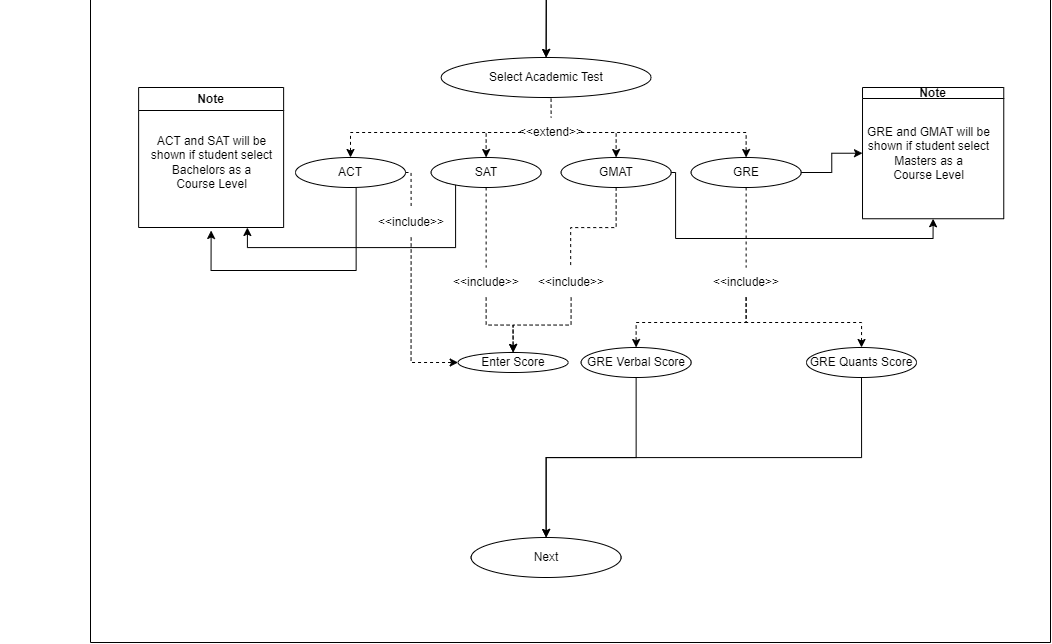 Select Academic Test
Note
ACT and SAT will be
shown if student select
Bachelors as a
Course Level
Note
GRE and GMAT will be
shown if student select
Masters as a
Course Level
<<extend>>
ACT
SAT
GMAT
GRE
<<include>>
<<include>>
<<include>>
<<include>>
Enter Score
GRE Verbal Score
GRE Quants Score
Next